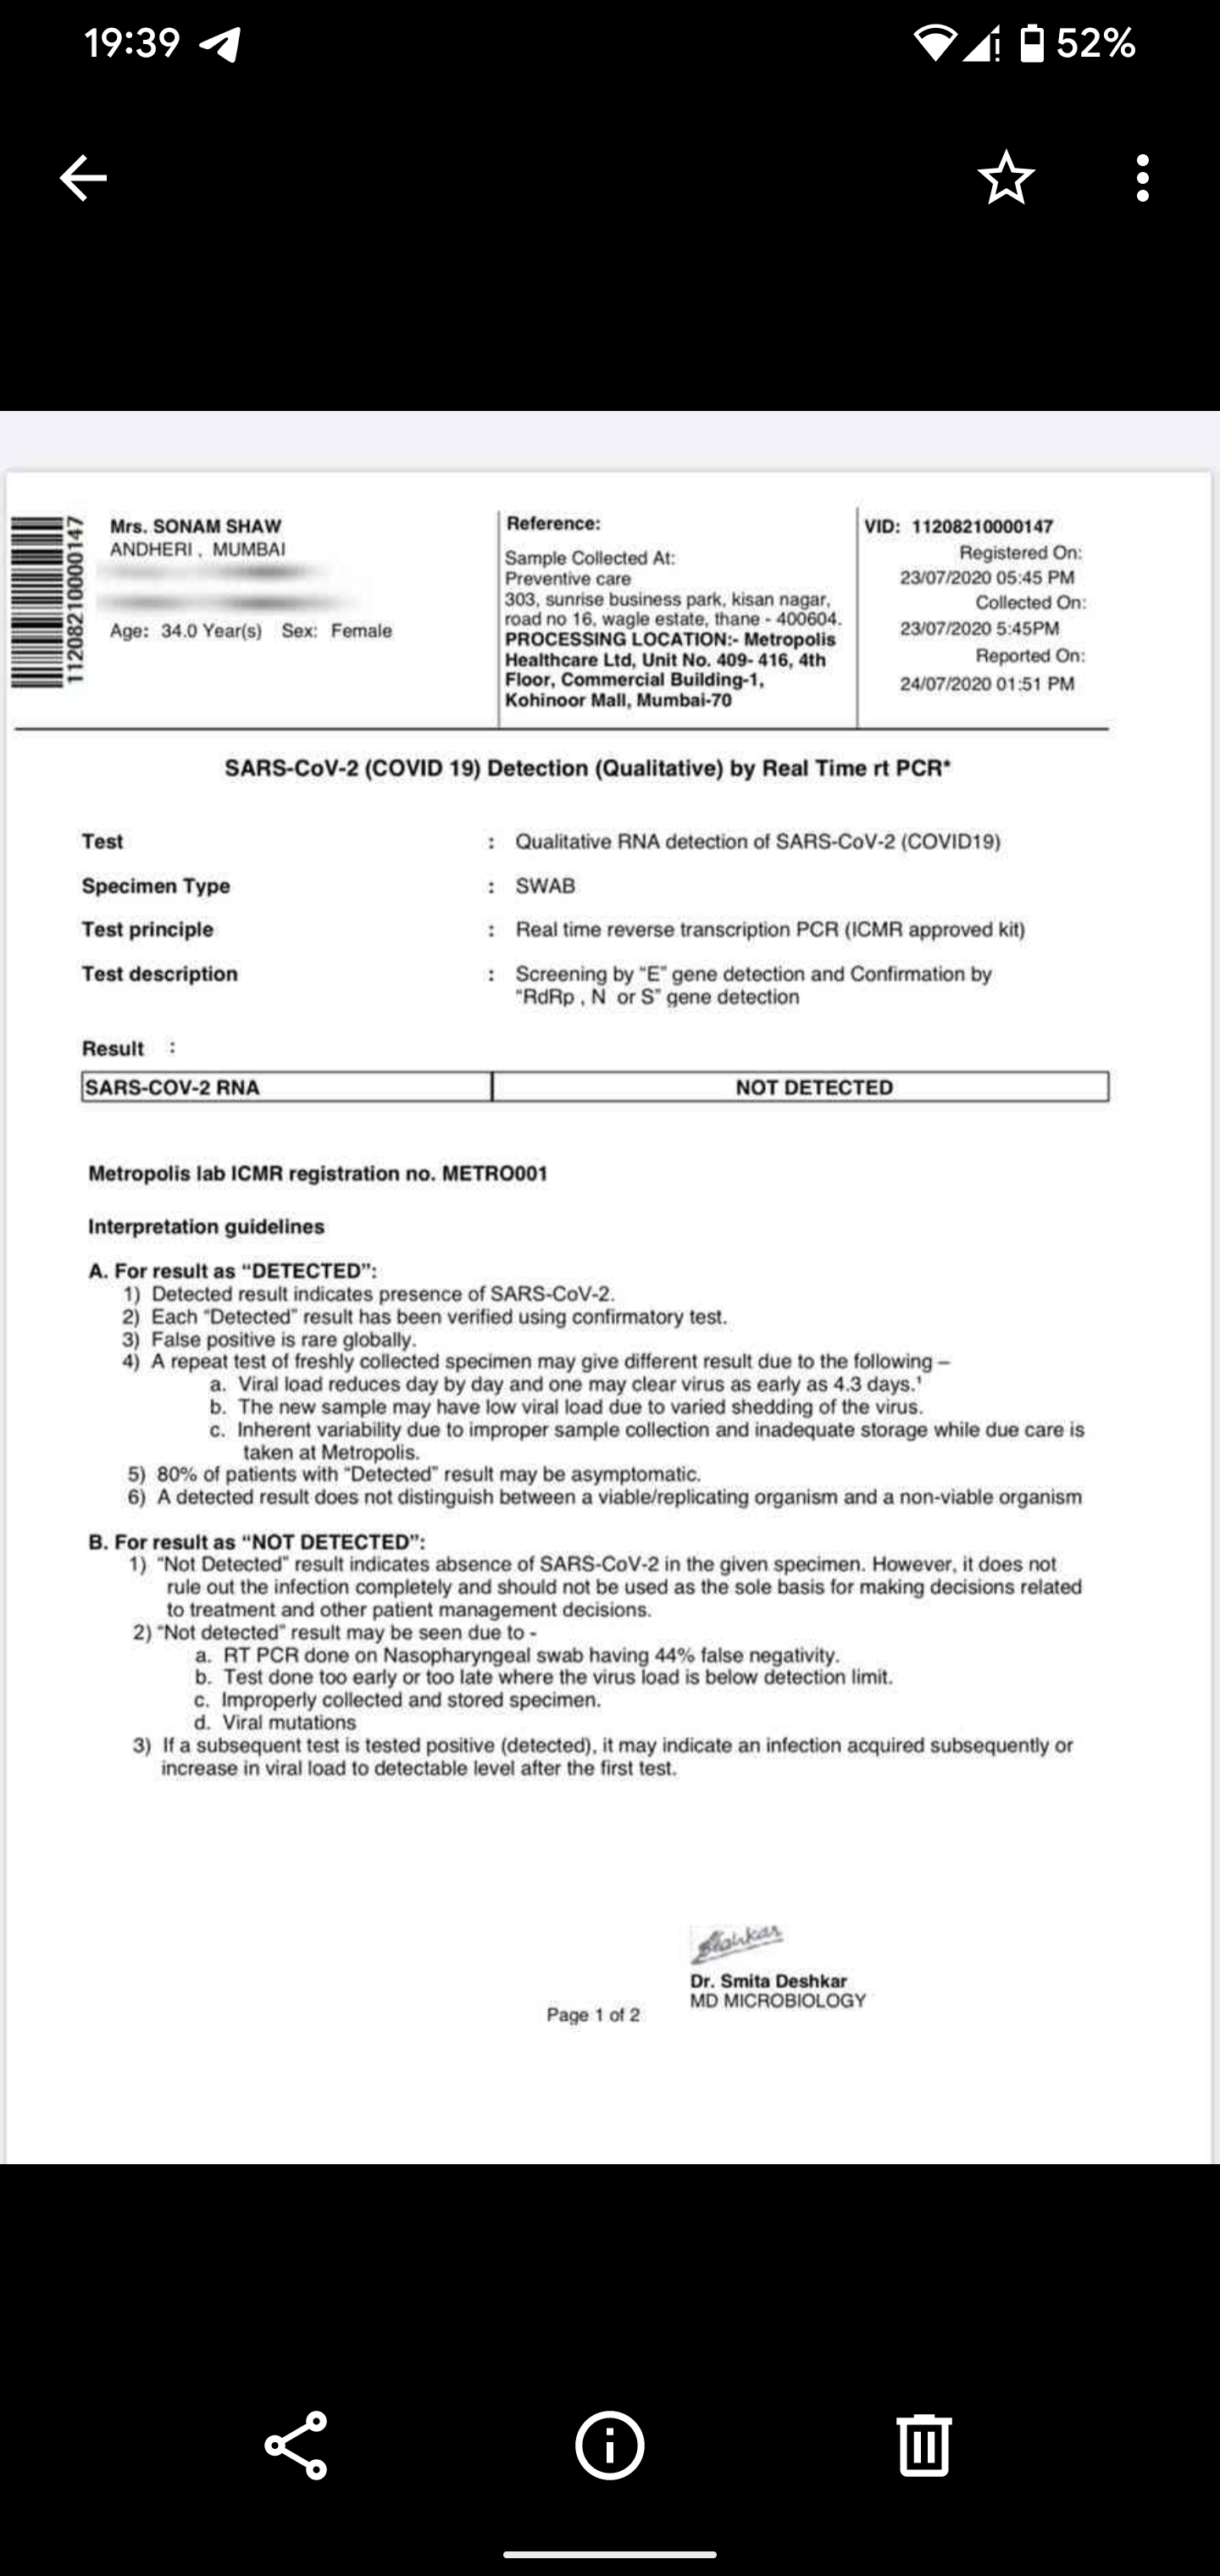 19:39
52%
11208210000147
Mrs. SONAM SHAW
ANDHERI , MUMBAI
Age: 34.0 Year(s) Sex: Female
Reference:
Sample Collected At:
Preventive care
303, sunrise business park, kisan nagar,
road no 16, wagle estate, thane - 400604.
PROCESSING LOCATION:- Metropolis
Healthcare Ltd, Unit No. 409- 416, 4th
Floor, Commercial Building-1,
Kohinoor Mall, Mumbai-70
VID: 11208210000147
Registered On:
23/07/2020 05:45 PM
Collected On:
23/07/2020 5:45PM
Reported On:
24/07/2020 01:51 PM
SARS-CoV-2 (COVID 19) Detection (Qualitative) by Real Time rt PCR*
Test : Qualitative RNA detection of SARS-CoV-2 (COVID19)
Specimen Type : SWAB
Test principle : Real time reverse transcription PCR (ICMR approved kit)
Test description : Screening by “E” gene detection and Confirmation by
“RdRp , N or S” gene detection
Result :
SARS-COV-2 RNA NOT DETECTED
Metropolis lab ICMR registration no. METRO001
Interpretation guidelines
A. For result as “DETECTED”:
1) Detected result indicates presence of SARS-CoV-2.
2) Each “Detected” result has been verified using confirmatory test.
3) False positive is rare globally.
4) A repeat test of freshly collected specimen may give different result due to the following –
a. Viral load reduces day by day and one may clear virus as early as 4.3 days.¹
b. The new sample may have low viral load due to varied shedding of the virus.
c. Inherent variability due to improper sample collection and inadequate storage while due care is
taken at Metropolis.
5) 80% of patients with “Detected” result may be asymptomatic.
6) A detected result does not distinguish between a viable/replicating organism and a non-viable organism
B. For result as “NOT DETECTED”:
1) “Not Detected” result indicates absence of SARS-CoV-2 in the given specimen. However, it does not
rule out the infection completely and should not be used as the sole basis for making decisions related
to treatment and other patient management decisions.
2) “Not detected” result may be seen due to -
a. RT PCR done on Nasopharyngeal swab having 44% false negativity.
b. Test done too early or too late where the virus load is below detection limit.
c. Improperly collected and stored specimen.
d. Viral mutations
3) If a subsequent test is tested positive (detected), it may indicate an infection acquired subsequently or
increase in viral load to detectable level after the first test.
Dr. Smita Deshkar
MD MICROBIOLOGY
Page 1 of 2